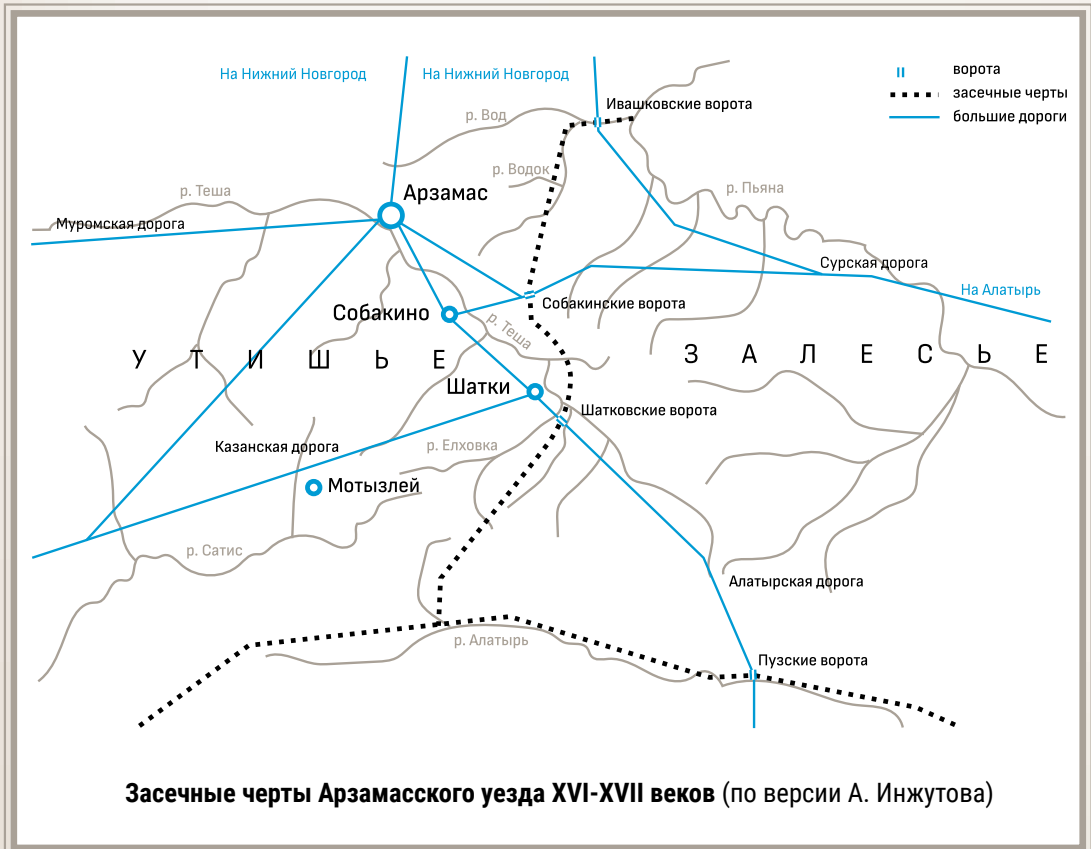 На Нижний Новгород
На Нижний Новгород
ворота
засечные черты
большие дороги
Ивашковские ворота
р. Вод
р. Водок
р. Теша
Арзамас
р. Пьяна
Муромская дорога
Сурская дорога
На Алатырь
Собакинские ворота
Собакино
р. Теша
УТИШЬЕ
ЗАЛЕСЬЕ
Шатки
Шатковские ворота
Казанская дорога
р. Елховка
Мотызлей
р. Сатис
Алатырская дорога
р. Алатырь
Пузские ворота
Засечные черты Арзамасского уезда XVI-XVII веков (по версии А. Инжутова)